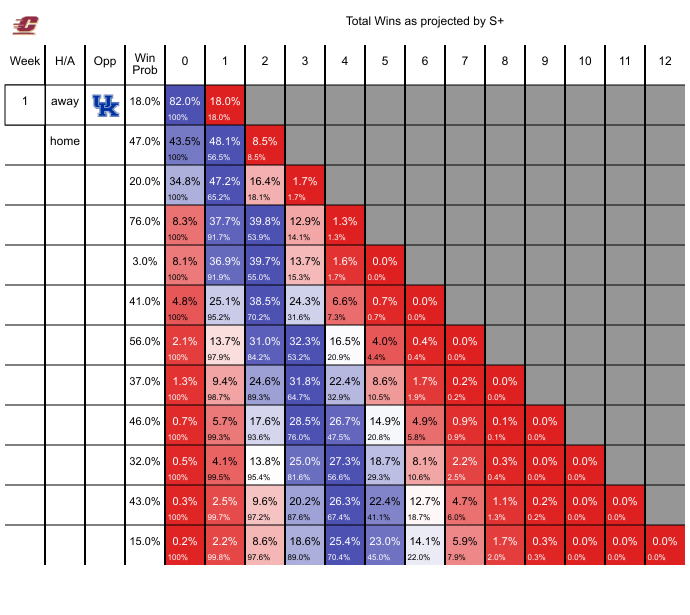 C
Total Wins as projected by S+
Week H/A Opp Win Prob 0 1 2 3 4 5 6 7 8 9 10 11 12
1 away UK 18.0% 82.0% 18.0%
100% 18.0%
home 47.0% 43.5% 48.1% 8.5%
100% 56.5% 8.5%
20.0% 34.8% 47.2% 16.4% 1.7%
100% 65.2% 18.1% 1.7%
76.0% 8.3% 37.7% 39.8% 12.9% 1.3%
100% 91.7% 53.9% 14.1% 1.3%
3.0% 8.1% 36.9% 39.7% 13.7% 1.6% 0.0%
100% 91.9% 55.0% 15.3% 1.7% 0.0%
41.0% 4.8% 25.1% 38.5% 24.3% 6.6% 0.7% 0.0%
100% 95.2% 70.2% 31.6% 7.3% 0.7% 0.0%
56.0% 2.1% 13.7% 31.0% 32.3% 16.5% 4.0% 0.4% 0.0%
100% 97.9% 84.2% 53.2% 20.9% 4.4% 0.4% 0.0%
37.0% 1.3% 9.4% 24.6% 31.8% 22.4% 8.6% 1.7% 0.2% 0.0%
100% 98.7% 89.3% 64.7% 32.9% 10.5% 1.9% 0.2% 0.0%
46.0% 0.7% 5.7% 17.6% 28.5% 26.7% 14.9% 4.9% 0.9% 0.1% 0.0%
100% 99.3% 93.6% 76.0% 47.5% 20.8% 5.8% 0.9% 0.1% 0.0%
32.0% 0.5% 4.1% 13.8% 25.0% 27.3% 18.7% 8.1% 2.2% 0.3% 0.0% 0.0%
100% 99.5% 95.4% 81.6% 56.6% 29.3% 10.6% 2.5% 0.4% 0.0% 0.0%
43.0% 0.3% 2.5% 9.6% 20.2% 26.3% 22.4% 12.7% 4.7% 1.1% 0.2% 0.0% 0.0%
100% 99.7% 97.2% 87.6% 67.4% 41.1% 18.7% 6.0% 1.3% 0.2% 0.0% 0.0%
15.0% 0.2% 2.2% 8.6% 18.6% 25.4% 23.0% 14.1% 5.9% 1.7% 0.3% 0.0% 0.0% 0.0%
100% 99.8% 97.6% 89.0% 70.4% 45.0% 22.0% 7.9% 2.0% 0.3% 0.0% 0.0% 0.0%